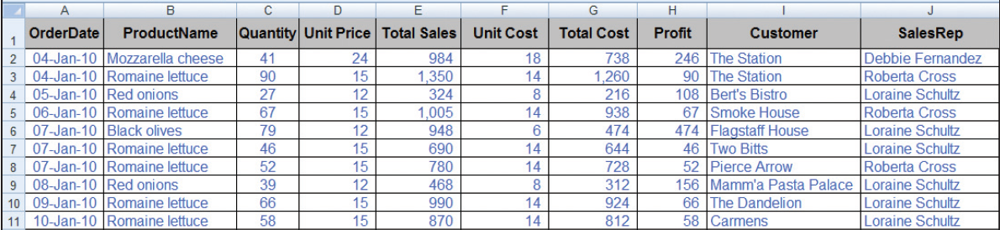 A B C D E F G H I J
1 OrderDate ProductName Quantity Unit Price Total Sales Unit Cost Total Cost Profit Customer SalesRep
2 04-Jan-10 Mozzarella cheese 41 24 984 18 738 246 The Station Debbie Fernandez
3 04-Jan-10 Romaine lettuce 90 15 1,350 14 1,260 90 The Station Roberta Cross
4 05-Jan-10 Red onions 27 12 324 8 216 108 Bert's Bistro Loraine Schultz
5 06-Jan-10 Romaine lettuce 67 15 1,005 14 938 67 Smoke House Roberta Cross
6 07-Jan-10 Black olives 79 12 948 6 474 474 Flagstaff House Loraine Schultz
7 07-Jan-10 Romaine lettuce 46 15 690 14 644 46 Two Bitts Loraine Schultz
8 07-Jan-10 Romaine lettuce 52 15 780 14 728 52 Pierce Arrow Roberta Cross
9 08-Jan-10 Red onions 39 12 468 8 312 156 Mamm'a Pasta Palace Loraine Schultz
10 09-Jan-10 Romaine lettuce 66 15 990 14 924 66 The Dandelion Loraine Schultz
11 10-Jan-10 Romaine lettuce 58 15 870 14 812 58 Carmens Loraine Schultz